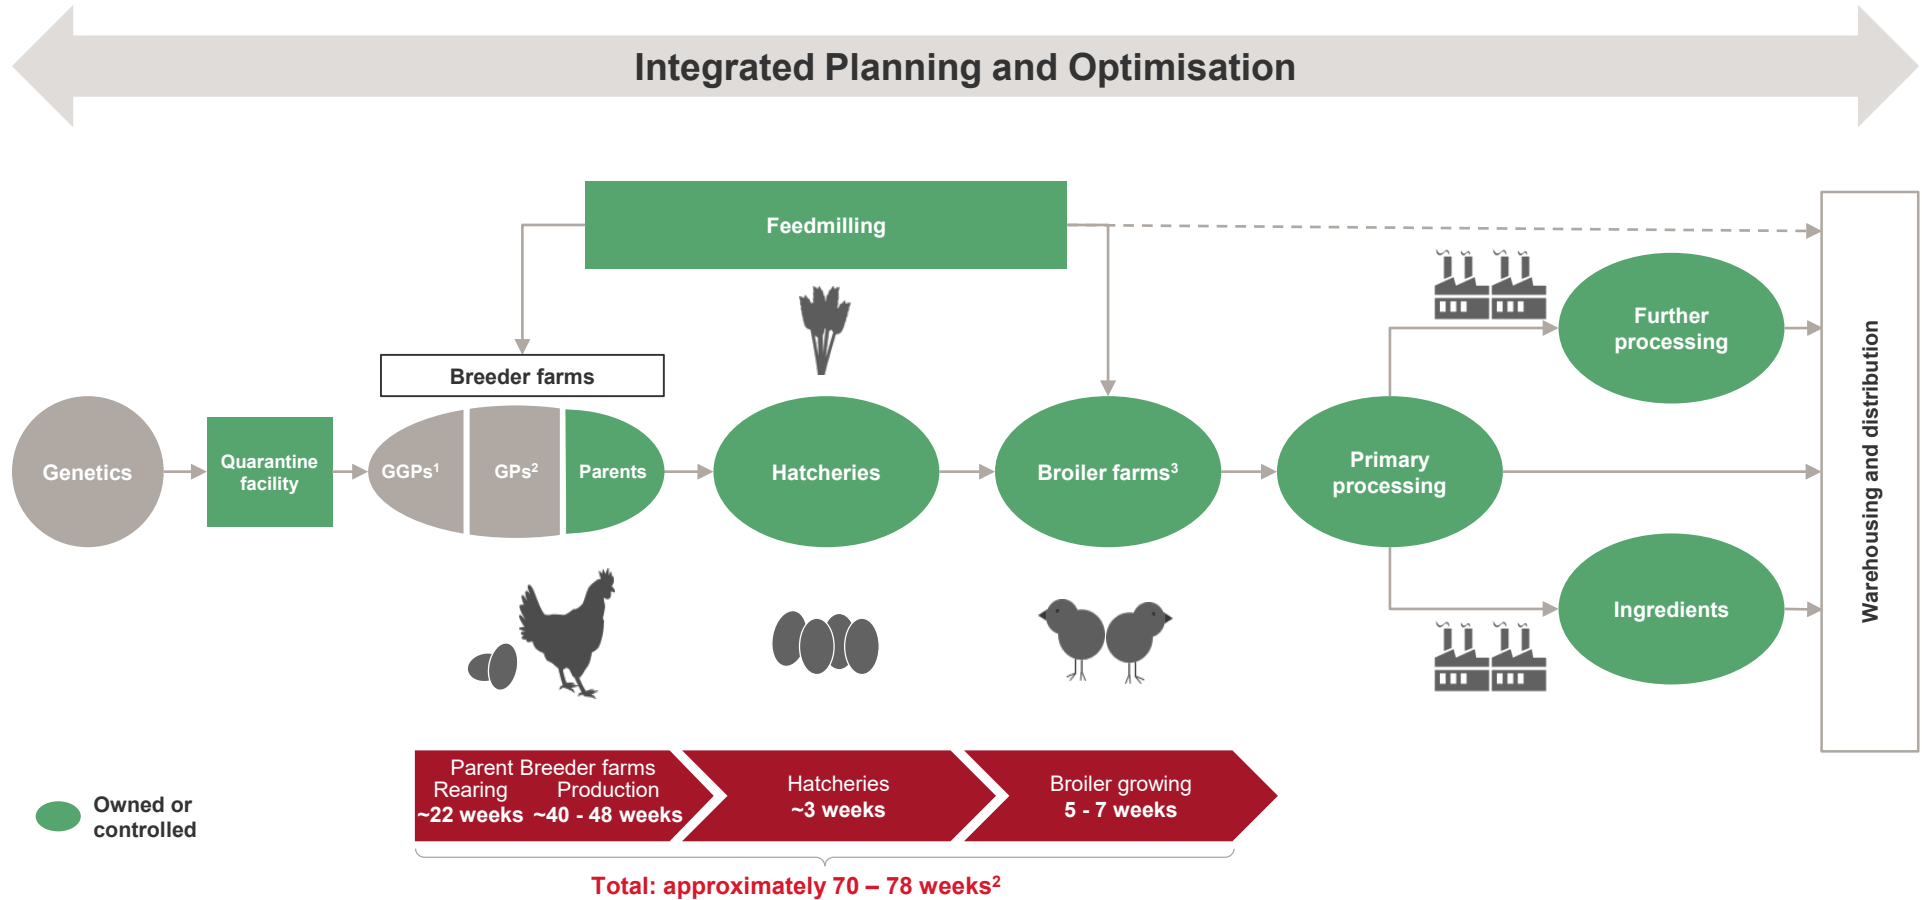 Integrated Planning and Optimisation
Feedmilling
Breeder farms
Genetics
Quarantine
facility
GGPs¹
GPs²
Parents
Hatcheries
Broiler farms³
Primary
processing
Further
processing
Ingredients
Warehousing and distribution
Owned or
controlled
Parent Breeder farms
Rearing Production
~22 weeks ~40 - 48 weeks
Hatcheries
~3 weeks
Broiler growing
5 - 7 weeks
Total: approximately 70 – 78 weeks²